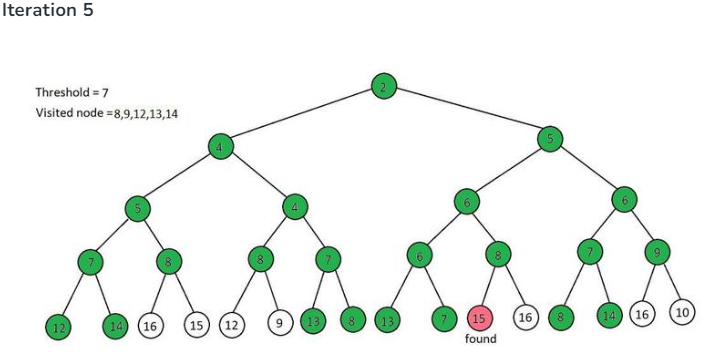 Iteration 5
Threshold = 7
Visited node =8,9,12,13,14
2
4 5
5 4 6 6
7 8 8 7 6 8 7 9
12 14 16 15 12 9 13 8 13 7 15 16 8 14 16 10
found